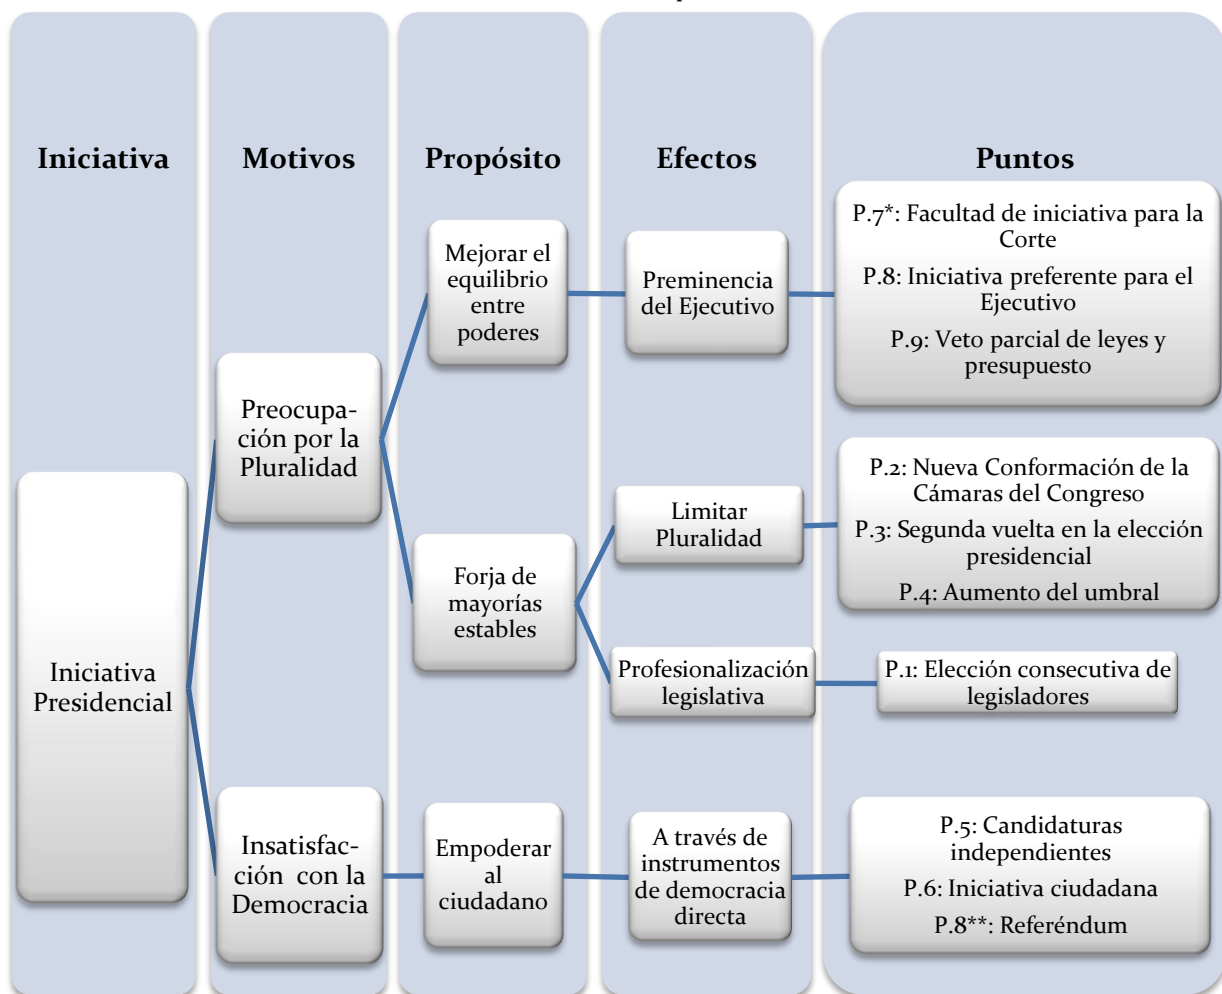 Iniciativa
Motivos
Propósito
Efectos
Puntos
Iniciativa
Presidencial
Preocupa-
ción por la
Pluralidad
Insatisfac-
ción con la
Democracia
Mejorar el
equilibrio
entre
poderes
Forja de
mayorías
estables
Empoderar
al
ciudadano
Preminencia
del Ejecutivo
Limitar
Pluralidad
Profesionalización
legislativa
A través de
instrumentos
de democracia
directa
P.7*: Facultad de iniciativa para la
Corte
P.8: Iniciativa preferente para el
Ejecutivo
P.9: Veto parcial de leyes y
presupuesto
P.2: Nueva Conformación de la
Cámaras del Congreso
P.3: Segunda vuelta en la elección
presidencial
P.4: Aumento del umbral
P.1: Elección consecutiva de
legisladores
P.5: Candidaturas
independientes
P.6: Iniciativa ciudadana
P.8**: Referéndum